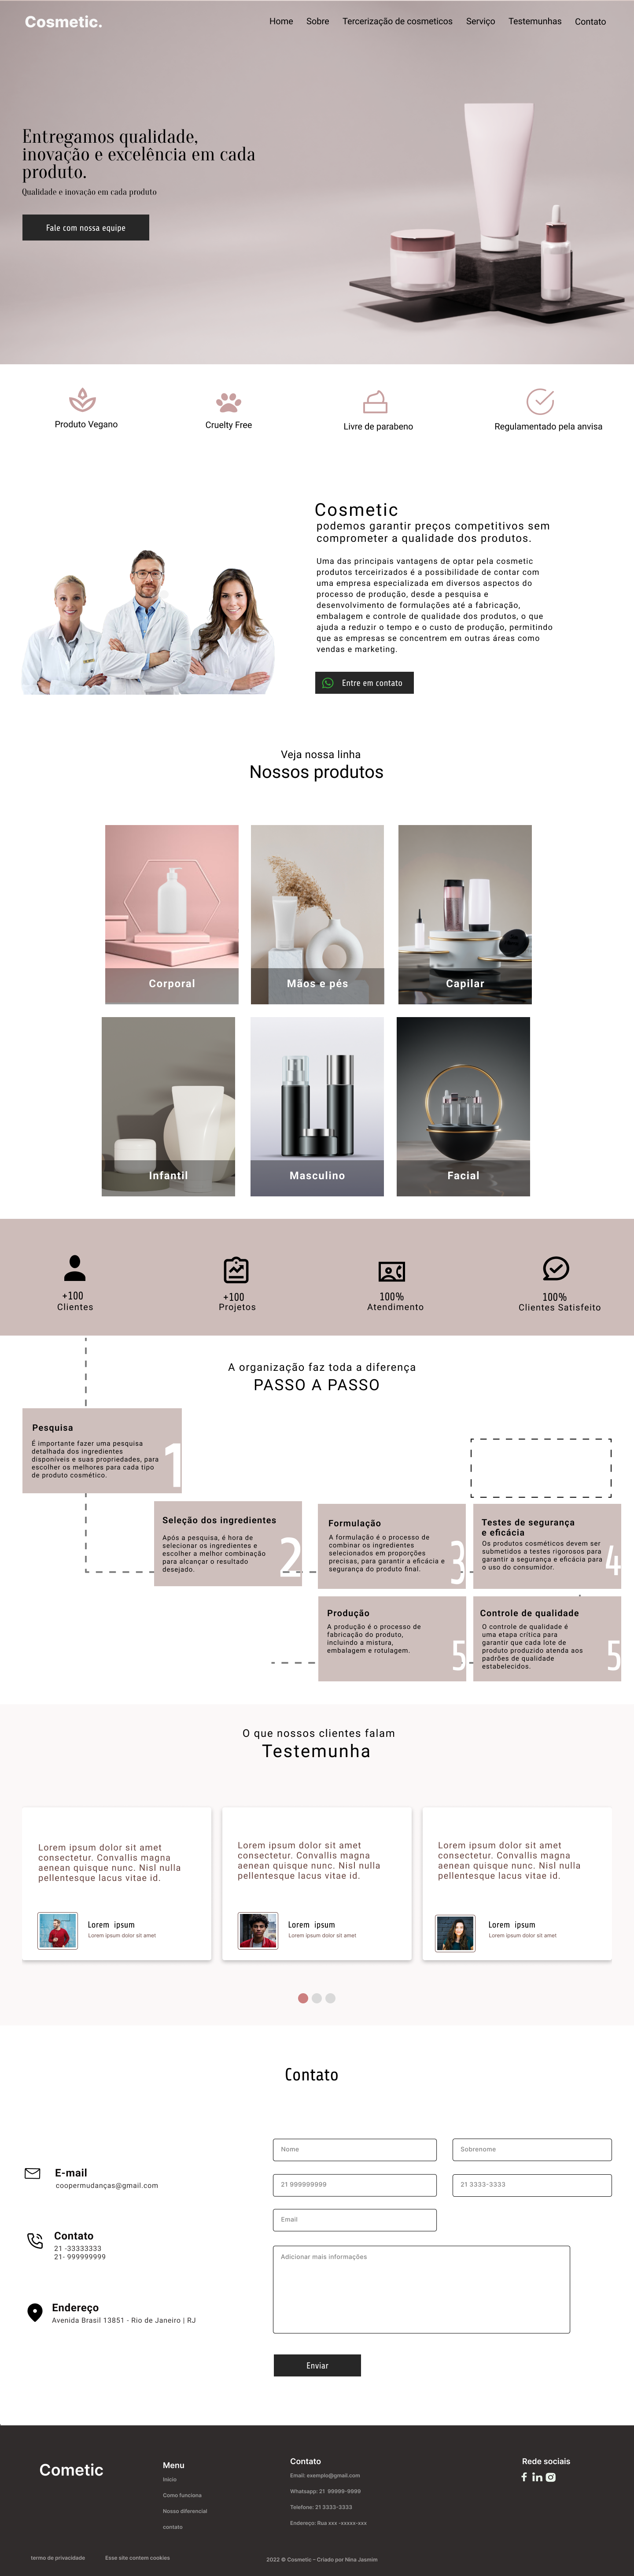 Cosmetic.
Home Sobre Tercerização de cosmeticos Serviço Testemunhas Contato
Entregamos qualidade,
inovação e excelência em cada
produto.
Qualidade e inovação em cada produto
Fale com nossa equipe
Produto Vegano
Cruelty Free
Livre de parabeno
Regulamentado pela anvisa
Cosmetic
podemos garantir preços competitivos sem
comprometer a qualidade dos produtos.
Uma das principais vantagens de optar pela cosmetic
produtos terceirizados é a possibilidade de contar com
uma empresa especializada em diversos aspectos do
processo de produção, desde a pesquisa e
desenvolvimento de formulações até a fabricação,
embalagem e controle de qualidade dos produtos, o que
ajuda a reduzir o tempo e o custo de produção, permitindo
que as empresas se concentrem em outras áreas como
vendas e marketing.
Entre em contato
Veja nossa linha
Nossos produtos
Corporal
Mãos e pés
Capilar
Infantil
Masculino
Facial
+100
Clientes
+100
Projetos
100%
Atendimento
100%
Clientes Satisfeito
A organização faz toda a diferença
PASSO A PASSO
Pesquisa
É importante fazer uma pesquisa
detalhada dos ingredientes
disponíveis e suas propriedades, para
escolher os melhores para cada tipo
de produto cosmético.
1
Seleção dos ingredientes
Após a pesquisa, é hora de
selecionar os ingredientes e
escolher a melhor combinação
para alcançar o resultado
desejado.
2
Formulação
A formulação é o processo de
combinar os ingredientes
selecionados em proporções
precisas, para garantir a eficácia e
segurança do produto final.
3
Testes de segurança
e eficácia
Os produtos cosméticos devem ser
submetidos a testes rigorosos para
garantir a segurança e eficácia para
o uso do consumidor.
4
Produção
A produção é o processo de
fabricação do produto,
incluindo a mistura,
embalagem e rotulagem.
5
Controle de qualidade
O controle de qualidade é
uma etapa crítica para
garantir que cada lote de
produto produzido atenda aos
padrões de qualidade
estabelecidos.
5
O que nossos clientes falam
Testemunha
Lorem ipsum dolor sit amet
consectetur. Convallis magna
aenean quisque nunc. Nisl nulla
pellentesque lacus vitae id.
Lorem ipsum
Lorem ipsum dolor sit amet
Lorem ipsum dolor sit amet
consectetur. Convallis magna
aenean quisque nunc. Nisl nulla
pellentesque lacus vitae id.
Lorem ipsum
Lorem ipsum dolor sit amet
Lorem ipsum dolor sit amet
consectetur. Convallis magna
aenean quisque nunc. Nisl nulla
pellentesque lacus vitae id.
Lorem ipsum
Lorem ipsum dolor sit amet
Contato
E-mail
coopermudanças@gmail.com
Contato
21 -33333333
21- 999999999
Endereço
Avenida Brasil 13851 - Rio de Janeiro | RJ
Nome
Sobrenome
21 999999999
21 3333-3333
Email
Adicionar mais informações
Enviar
Cometic
Menu
Início
Como funciona
Nosso diferencial
contato
Contato
Email: exemplo@gmail.com
Whatsapp: 21 99999-9999
Telefone: 21 3333-3333
Endereço: Rua xxx -xxxxx-xxx
Rede sociais
termo de privacidade
Esse site contem cookies
2022 © Cosmetic – Criado por Nina Jasmim